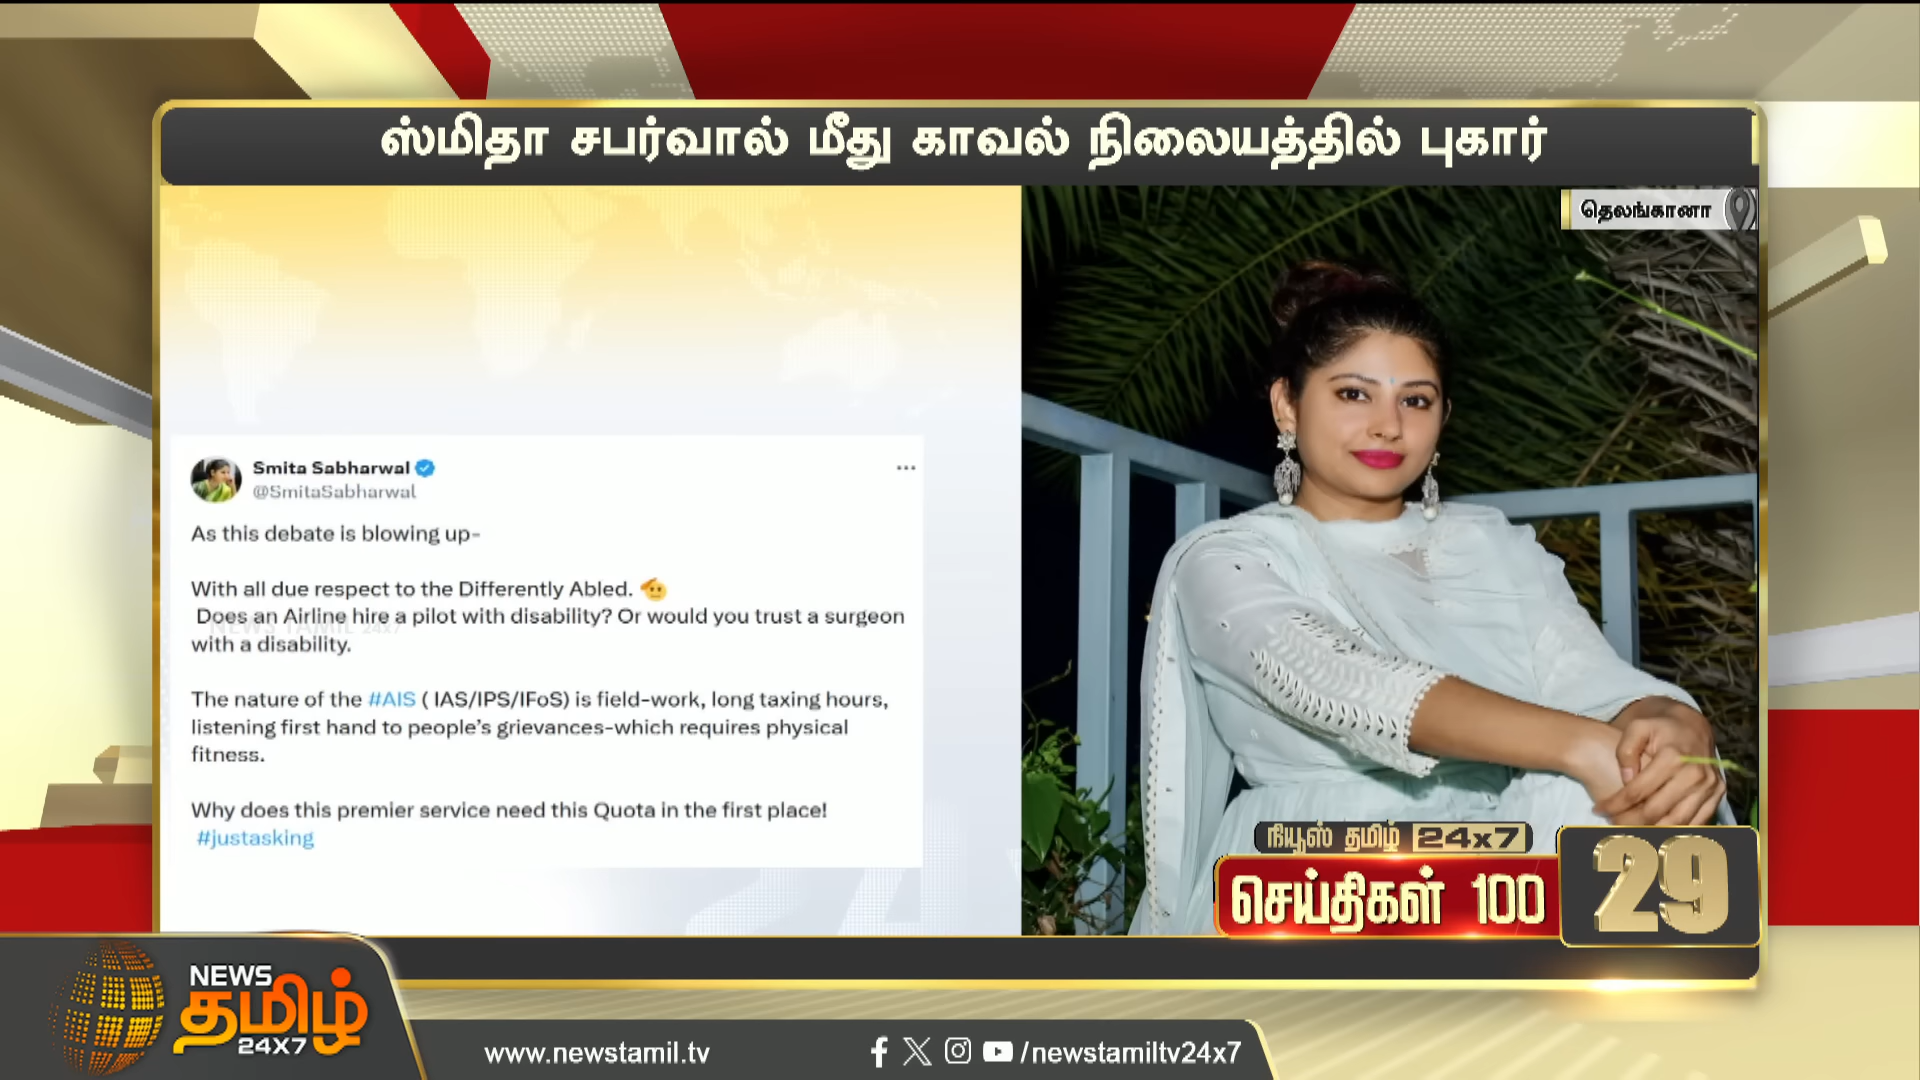 ஸ்மிதா சபர்வால் மீது காவல் நிலையத்தில் புகார்
தெலங்கானா
Smita Sabharwal
@SmitaSabharwal
As this debate is blowing up-
With all due respect to the Differently Abled. 🫡
Does an Airline hire a pilot with disability? Or would you trust a surgeon
with a disability.
The nature of the #AIS ( IAS/IPS/IFoS) is field-work, long taxing hours,
listening first hand to people's grievances-which requires physical
fitness.
Why does this premier service need this Quota in the first place!
#justasking
NEWS TAMIL 24x7
நியூஸ் தமிழ் 24x7
செய்திகள் 100
29
NEWS
தமிழ்
24X7
www.newstamil.tv
/newstamiltv24x7